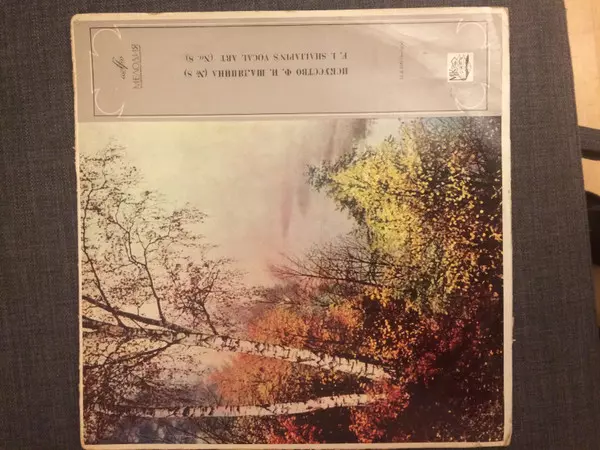 ИСКУССТВО Ф. И. ШАЛЯПИНА (№ 8)
F. I. SHALIAPIN'S VOCAL ART (No. 8)
МЕЛОДИЯ